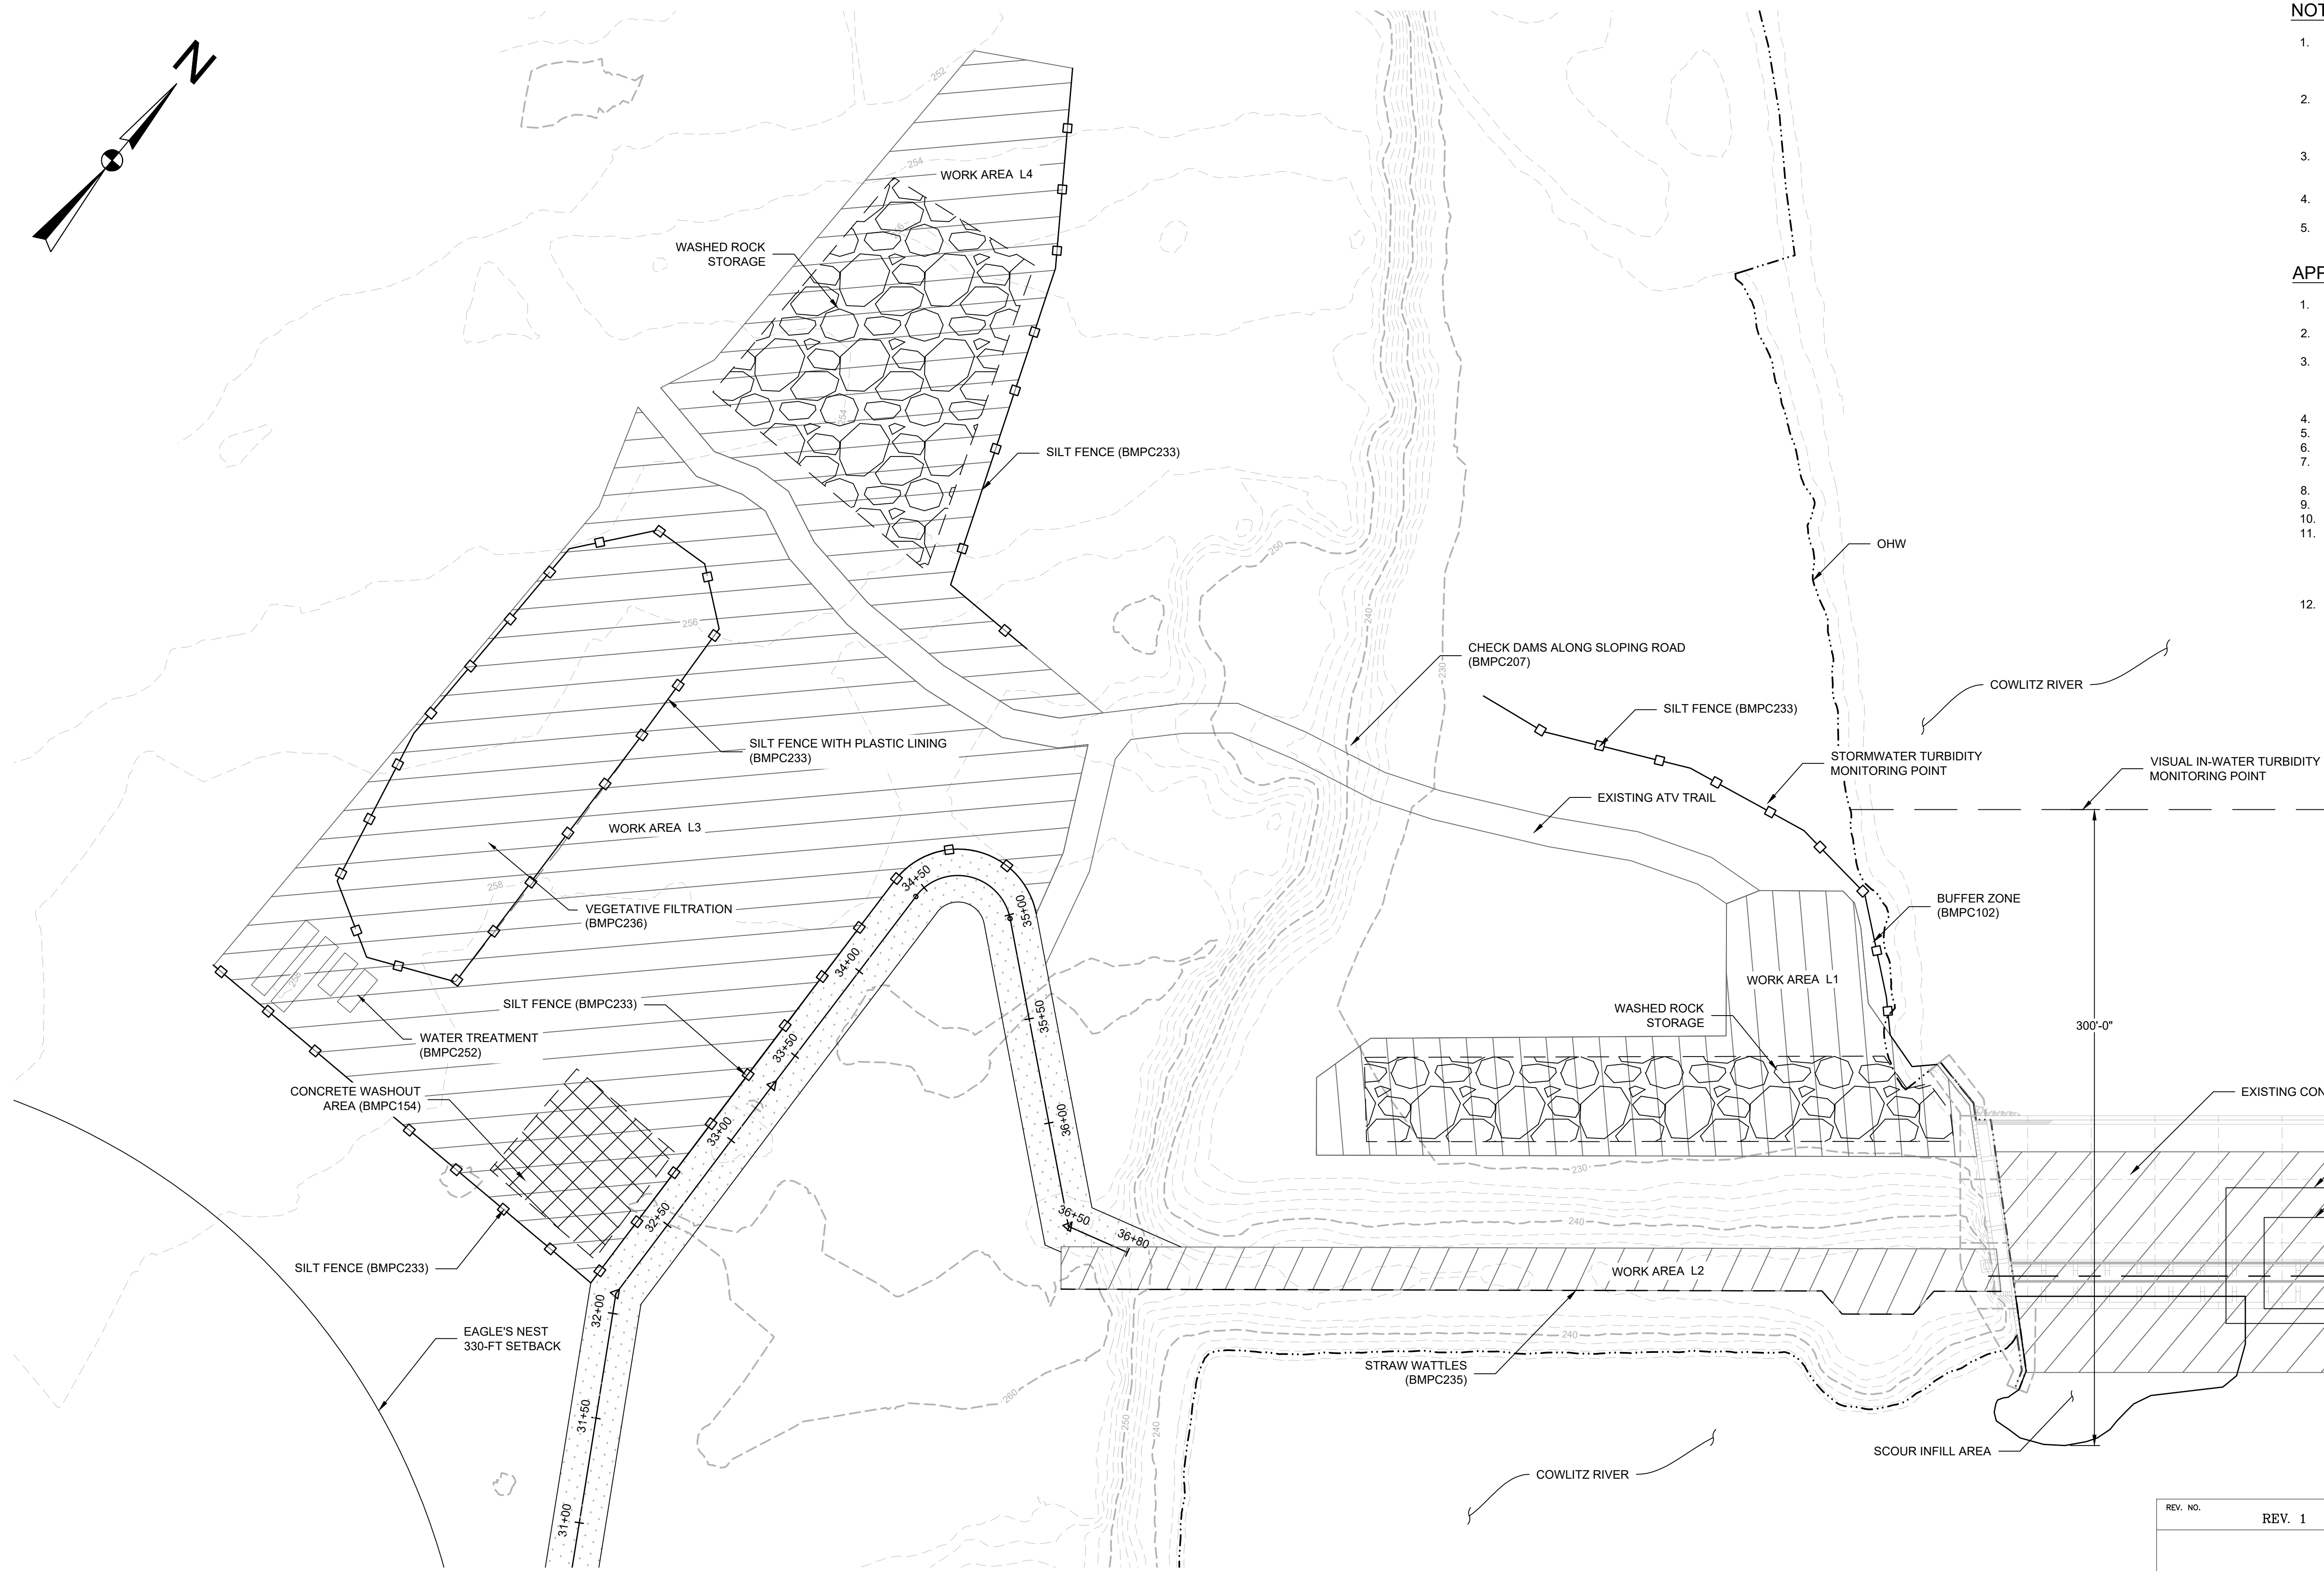 N
NOT
1.
2.
3.
4.
5.
APP
1.
2.
3.
4.
5.
6.
7.
8.
9.
10.
11.
12.
252
254
WORK AREA L4
WASHED ROCK
STORAGE
254
SILT FENCE (BMPC233)
250
OHW
240
256
CHECK DAMS ALONG SLOPING ROAD
(BMPC207)
230
COWLITZ RIVER
SILT FENCE (BMPC233)
SILT FENCE WITH PLASTIC LINING
(BMPC233)
STORMWATER TURBIDITY
MONITORING POINT
VISUAL IN-WATER TURBIDITY
MONITORING POINT
EXISTING ATV TRAIL
WORK AREA L3
258
34+50
35+00
VEGETATIVE FILTRATION
(BMPC236)
BUFFER ZONE
(BMPC102)
34+00
WORK AREA L1
SILT FENCE (BMPC233)
WASHED ROCK
STORAGE
35+50
300'-0"
WATER TREATMENT
(BMPC252)
33+50
CONCRETE WASHOUT
AREA (BMPC154)
EXISTING CON
33+00
36+00
230
32+50
36+50
36+80
240
SILT FENCE (BMPC233)
WORK AREA L2
32+00
EAGLE'S NEST
330-FT SETBACK
240
STRAW WATTLES
(BMPC235)
260
31+50
250
240
SCOUR INFILL AREA
COWLITZ RIVER
31+00
REV. NO.
REV. 1